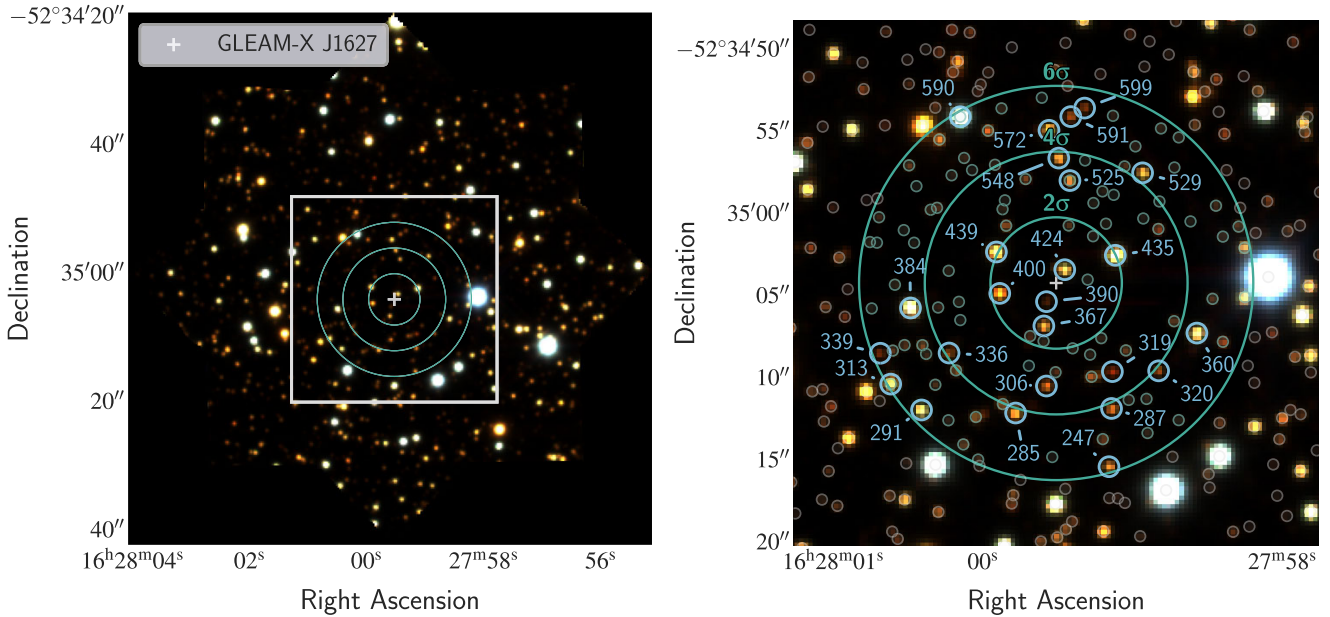 −52°34′20″
GLEAM-X J1627
40″
35′00″
20″
40″
Declination
16ʰ28ᵐ04ˢ 02ˢ 00ˢ 27ᵐ58ˢ 56ˢ
Right Ascension
−52°34′50″
55″
35′00″
05″
10″
15″
20″
Declination
6σ
590 599
572 591
4σ
548 525 529
2σ
439 424 435
384 400 390
367
339 336 319
313 306 360
320
291 287
285 247
16ʰ28ᵐ01ˢ 00ˢ 27ᵐ58ˢ
Right Ascension